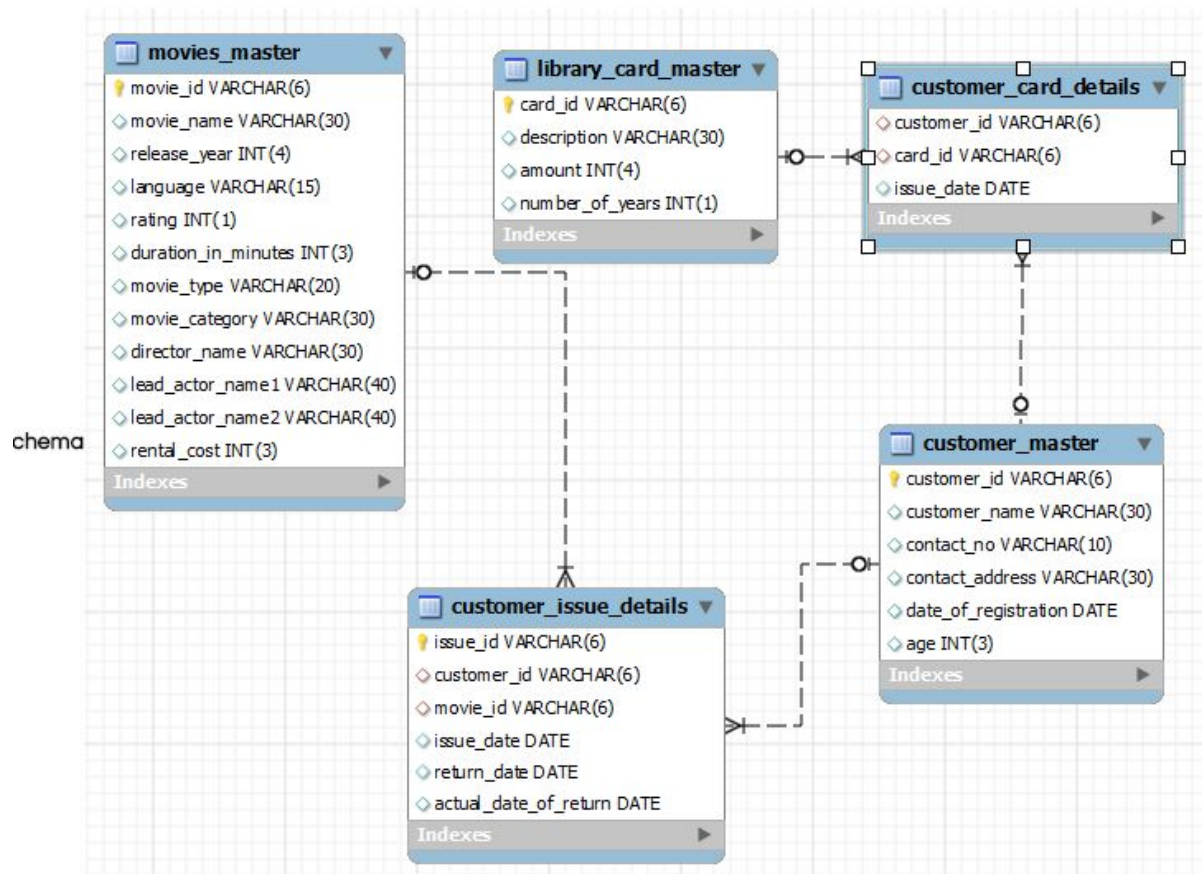 movies_master
movie_id VARCHAR(6)
movie_name VARCHAR(30)
release_year INT(4)
language VARCHAR(15)
rating INT(1)
duration_in_minutes INT(3)
movie_type VARCHAR(20)
movie_category VARCHAR(30)
director_name VARCHAR(30)
lead_actor_name1 VARCHAR(40)
lead_actor_name2 VARCHAR(40)
rental_cost INT(3)
Indexes
library_card_master
card_id VARCHAR(6)
description VARCHAR(30)
amount INT(4)
number_of_years INT(1)
Indexes
customer_card_details
customer_id VARCHAR(6)
card_id VARCHAR(6)
issue_date DATE
Indexes
chema
customer_master
customer_id VARCHAR(6)
customer_name VARCHAR(30)
contact_no VARCHAR(10)
contact_address VARCHAR(30)
date_of_registration DATE
age INT(3)
Indexes
customer_issue_details
issue_id VARCHAR(6)
customer_id VARCHAR(6)
movie_id VARCHAR(6)
issue_date DATE
return_date DATE
actual_date_of_return DATE
Indexes